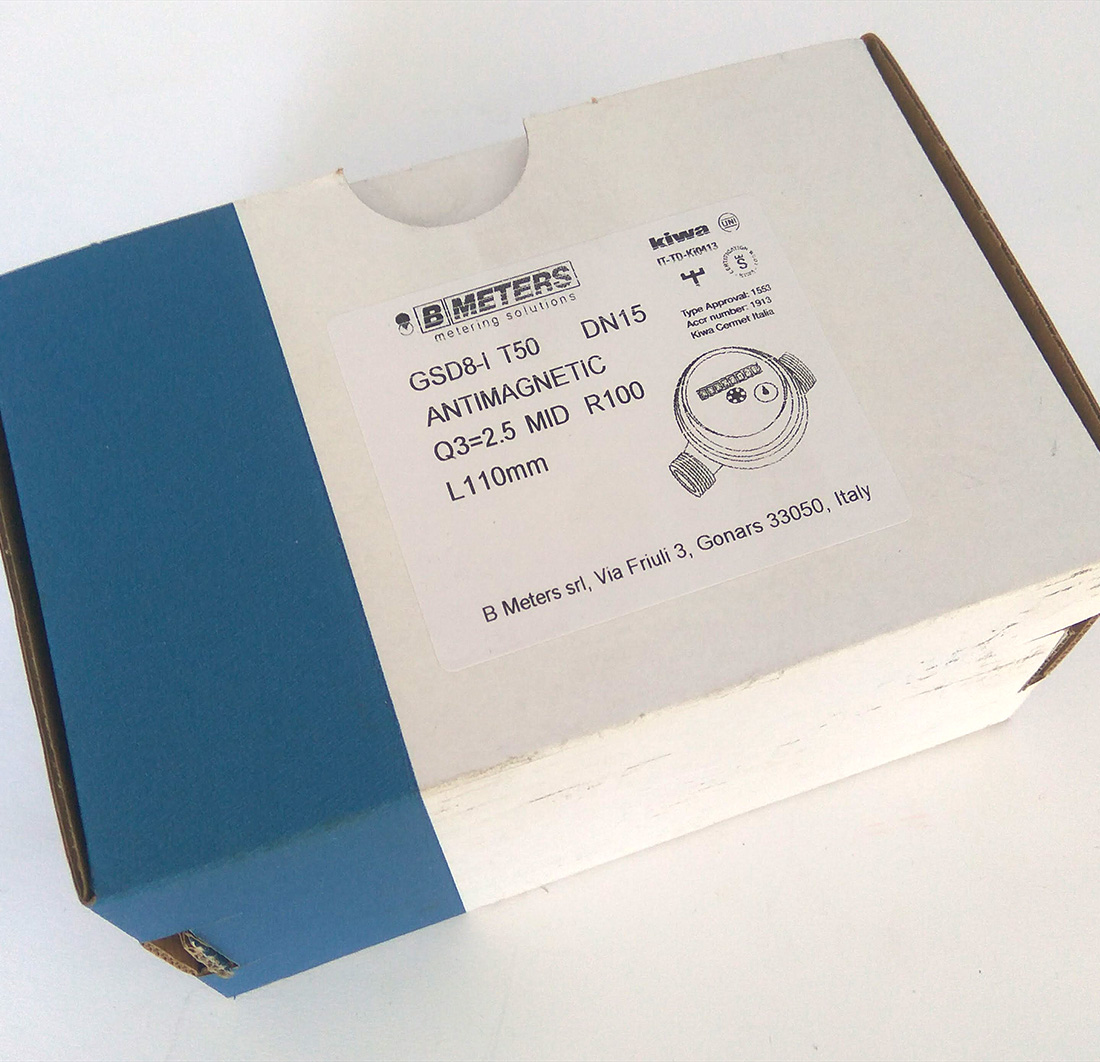 B METERS
metering solutions
GSD8-I T50 DN15
ANTIMAGNETIC
Q3=2.5 MID R100
L110mm
kiwa
UNI
IT-TD-Ki0413
S
Type Approval: 1553
Accr number: 1913
Kiwa Cermet Italia
B Meters srl, Via Friuli 3, Gonars 33050, Italy